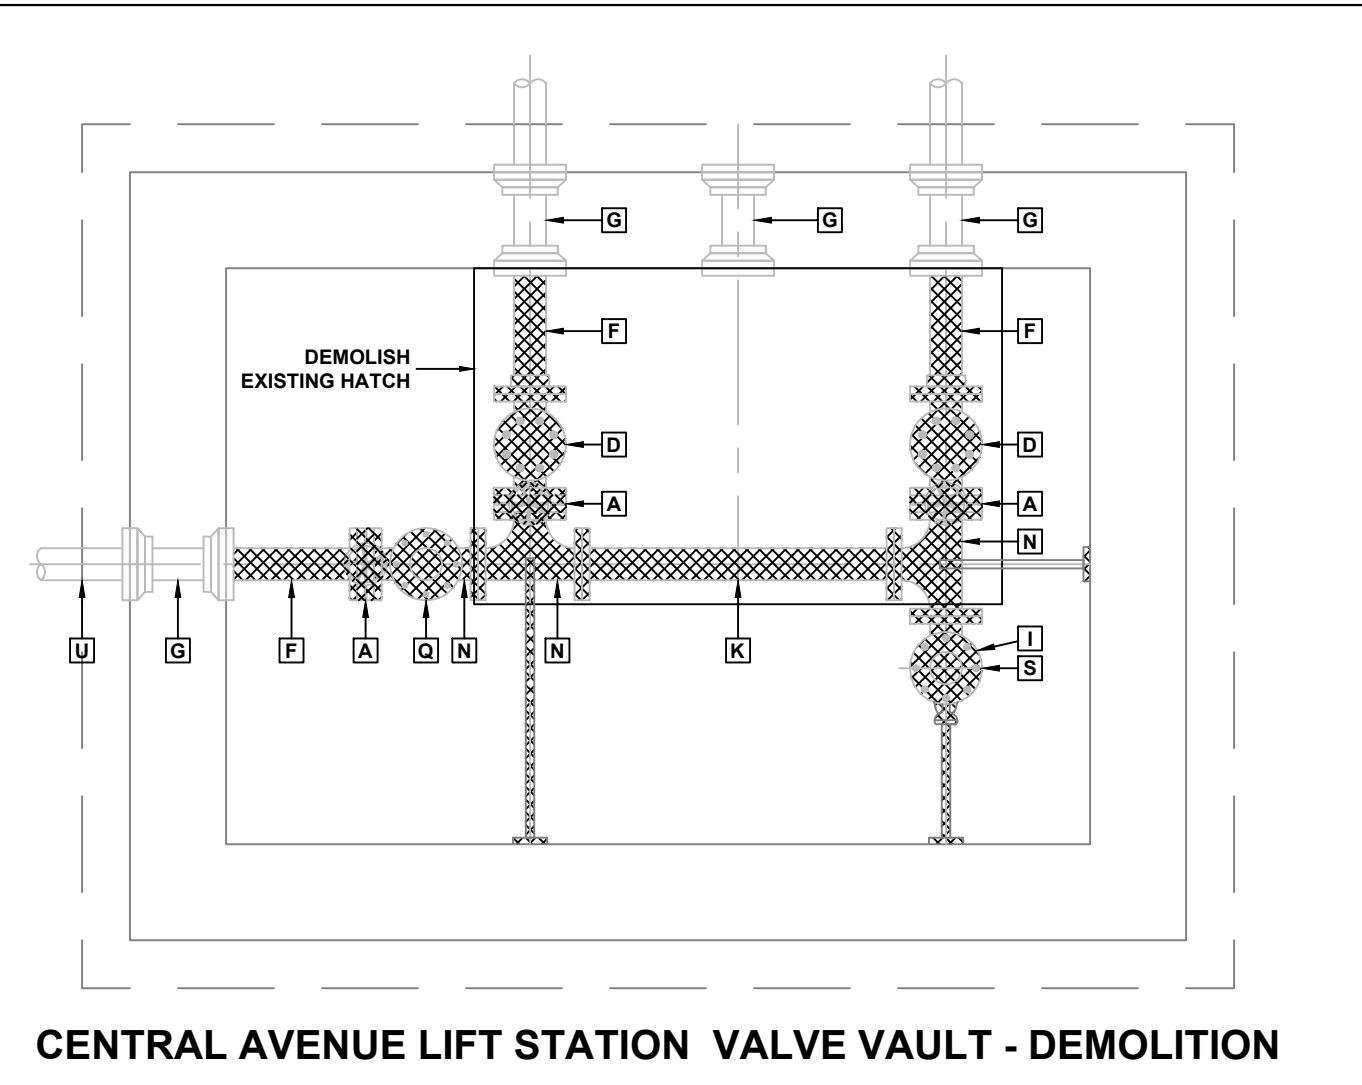 G
G
G
F
F
DEMOLISH
EXISTING HATCH
D
D
A
A
N
I
U
G
F
A
Q
N
N
K
S
CENTRAL AVENUE LIFT STATION VALVE VAULT - DEMOLITION